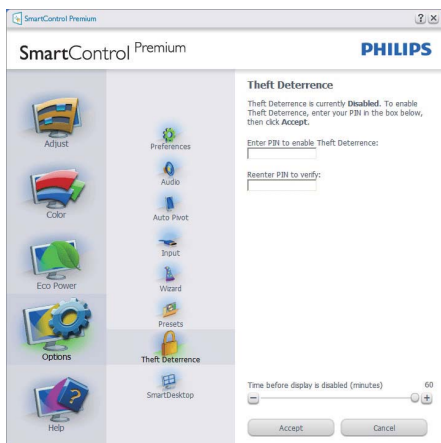 SmartControl Premium
SmartControl Premium
PHILIPS
Adjust
Color
Eco Power
Options
Help
Preferences
Audio
Auto Pivot
Input
Wizard
Presets
Theft Deterrence
SmartDesktop
Theft Deterrence
Theft Deterrence is currently Disabled. To enable
Theft Deterrence, enter your PIN in the box below,
then click Accept.
Enter PIN to enable Theft Deterrence:
Reenter PIN to verify:
Time before display is disabled (minutes) 60
Accept Cancel